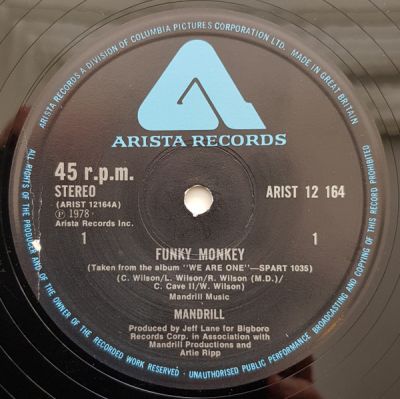 ARISTA RECORDS A DIVISION OF COLUMBIA PICTURES CORPORATION LTD. MADE IN GREAT BRITAIN
ARISTA RECORDS
45 r.p.m.
STEREO
(ARIST 12164A)
℗ 1978
Arista Records Inc.
ARIST 12 164
1
1
FUNKY MONKEY
(Taken from the album "WE ARE ONE"—SPART 1035)
C. Wilson/L. Wilson/R. Wilson (M.D.)/
C. Cave II/W. Wilson)
Mandrill Music
MANDRILL
Produced by Jeff Lane for Bigboro
Records Corp. in Association with
Mandrill Productions and
Artie Ripp
ALL RIGHTS OF THE PRODUCER AND OF THE OWNER OF THE RECORDED WORK RESERVED · UNAUTHORISED PUBLIC PERFORMANCE BROADCASTING AND COPYING OF THIS RECORD PROHIBITED